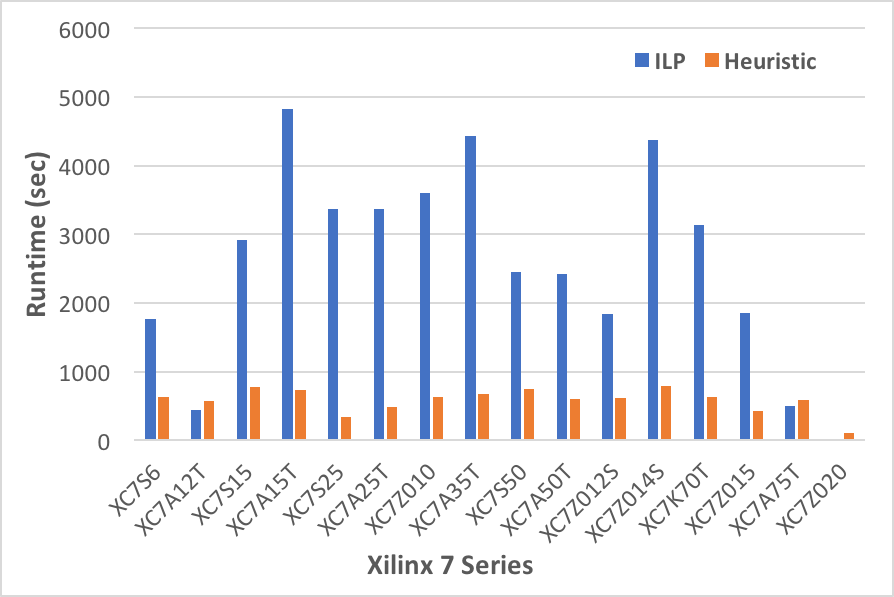 6000
ILP Heuristic
5000
4000
3000
2000
1000
0
Runtime (sec)
XC7S6
XC7A12T
XC7S15
XC7A15T
XC7S25
XC7A25T
XC7Z010
XC7A35T
XC7S50
XC7A50T
XC7Z012S
XC7Z014S
XC7K70T
XC7Z015
XC7A75T
XC7Z020
Xilinx 7 Series